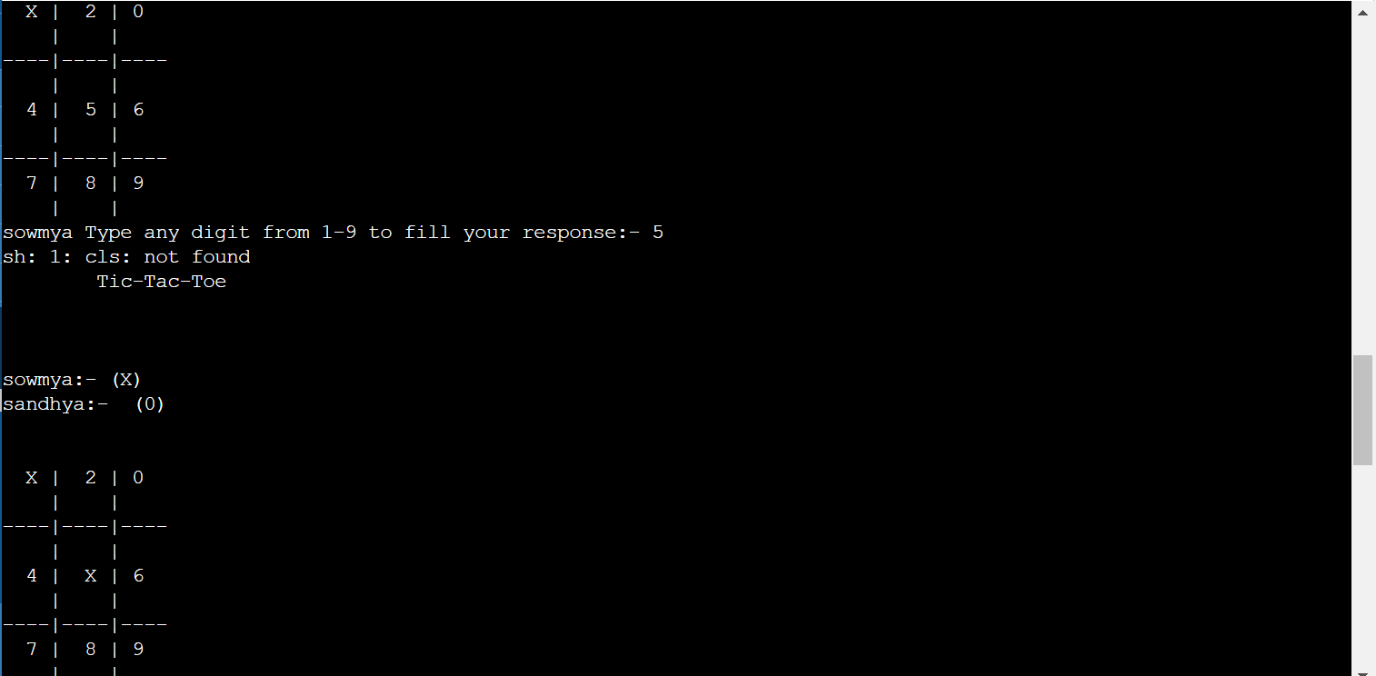 X |  2 | 0
    |    |
----|----|----
    |    |
  4 |  5 | 6
    |    |
----|----|----
  7 |  8 | 9
    |    |
sowmya Type any digit from 1-9 to fill your response:- 5
sh: 1: cls: not found
        Tic-Tac-Toe
sowmya:- (X)
sandhya:-  (0)
  X |  2 | 0
    |    |
----|----|----
    |    |
  4 |  X | 6
    |    |
----|----|----
  7 |  8 | 9
    |    |